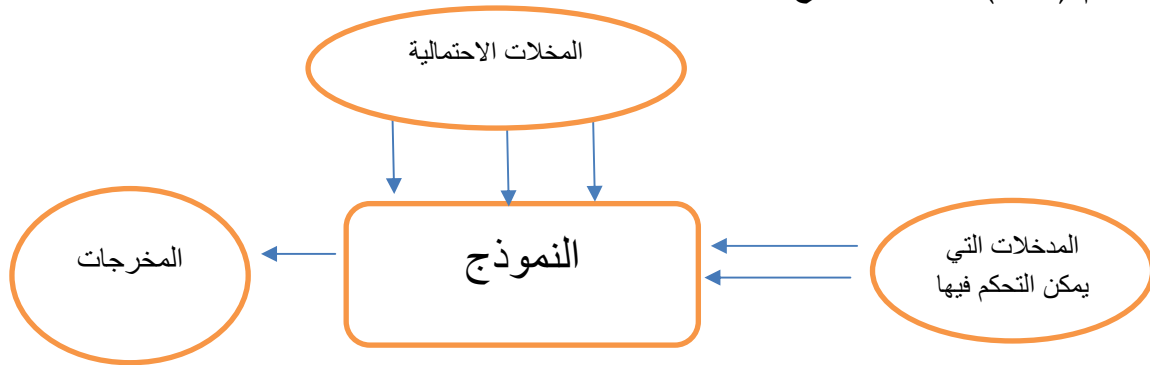 المخلات الاحتمالية
المدخلات التي
يمكن التحكم فيها
النموذج
المخرجات